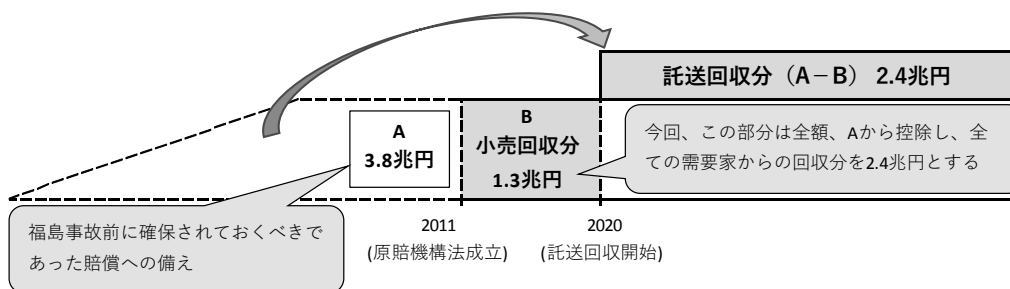 託送回収分（A－B） 2.4兆円
A
3.8兆円
B
小売回収分
1.3兆円
今回、この部分は全額、Aから控除し、全
ての需要家からの回収分を2.4兆円とする
福島事故前に確保されておくべきで
あった賠償への備え
2011
(原賠機構法成立)
2020
(託送回収開始)